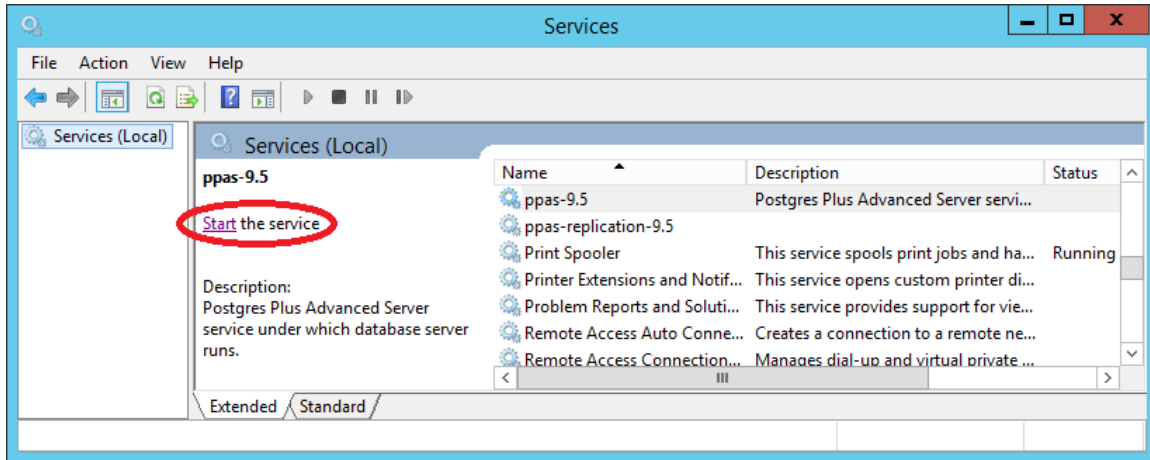 Services
File Action View Help
Services (Local)
Services (Local)
ppas-9.5
Start the service
Description:
Postgres Plus Advanced Server
service under which database server
runs.
Name Description Status
ppas-9.5 Postgres Plus Advanced Server servi...
ppas-replication-9.5
Print Spooler This service spools print jobs and ha... Running
Printer Extensions and Notif... This service opens custom printer di...
Problem Reports and Soluti... This service provides support for vie...
Remote Access Auto Conne... Creates a connection to a remote ne...
Remote Access Connection... Manages dial-up and virtual private ...
Extended Standard